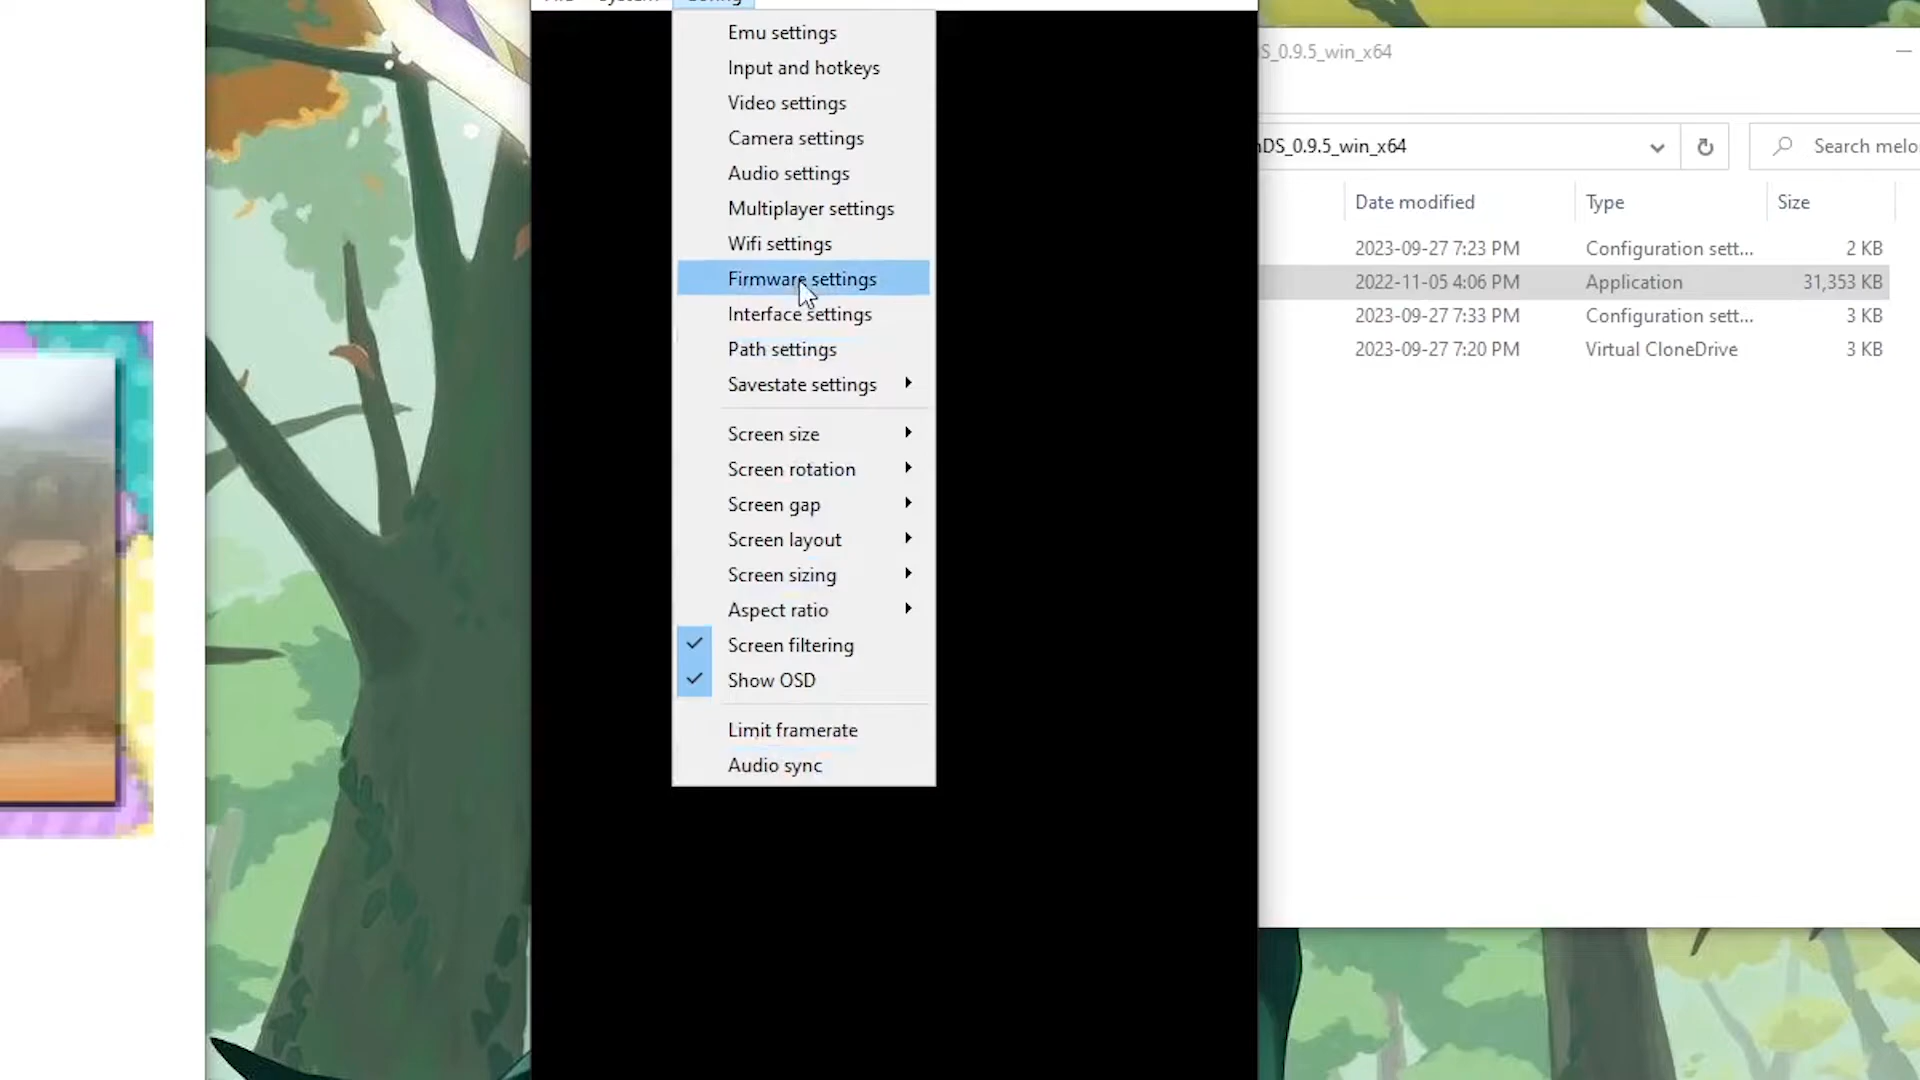 System
Config
Emu settings
Input and hotkeys
Video settings
Camera settings
Audio settings
Multiplayer settings
Wifi settings
Firmware settings
Interface settings
Path settings
Savestate settings
Screen size
Screen rotation
Screen gap
Screen layout
Screen sizing
Aspect ratio
Screen filtering
Show OSD
Limit framerate
Audio sync
S_0.9.5_win_x64
nDS_0.9.5_win_x64
Search melo
Date modified Type Size
2023-09-27 7:23 PM Configuration sett... 2 KB
2022-11-05 4:06 PM Application 31,353 KB
2023-09-27 7:33 PM Configuration sett... 3 KB
2023-09-27 7:20 PM Virtual CloneDrive 3 KB